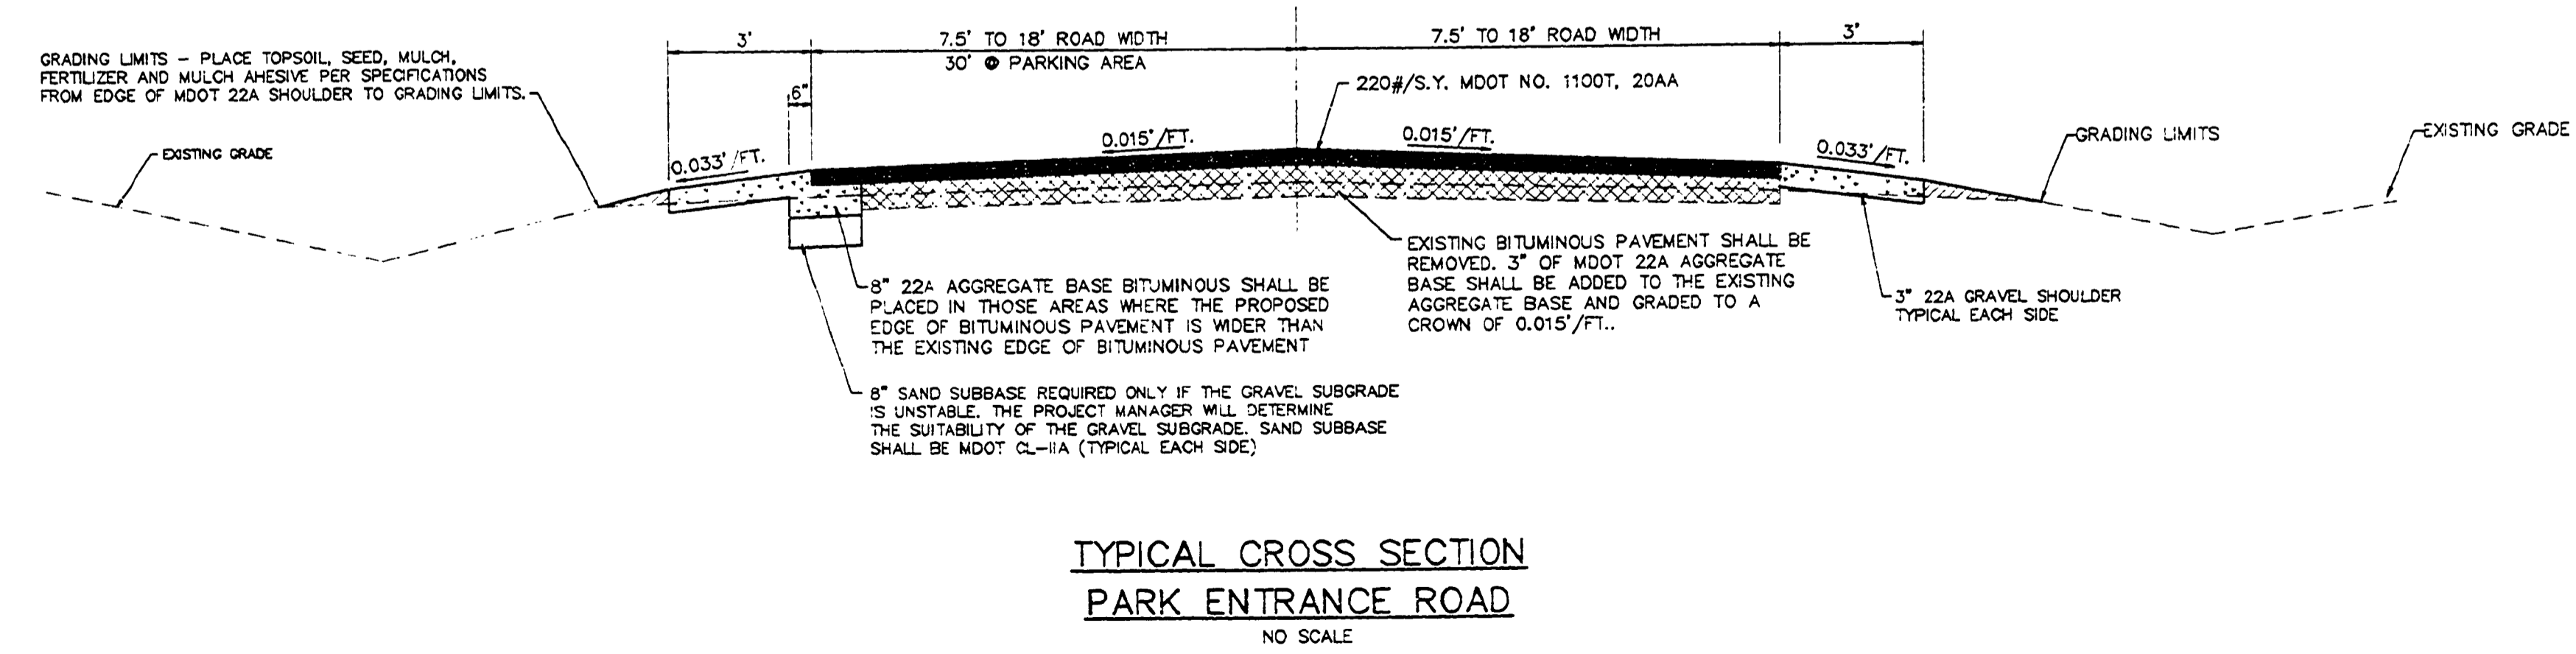 3'
7.5' TO 18' ROAD WIDTH
30' @ PARKING AREA
7.5' TO 18' ROAD WIDTH
3'
GRADING LIMITS – PLACE TOPSOIL, SEED, MULCH,
FERTILIZER AND MULCH AHESIVE PER SPECIFICATIONS
FROM EDGE OF MDOT 22A SHOULDER TO GRADING LIMITS.
6"
220#/S.Y. MDOT NO. 1100T, 20AA
EXISTING GRADE
0.033'/FT.
0.015'/FT.
0.015'/FT.
0.033'/FT.
GRADING LIMITS
EXISTING GRADE
8" 22A AGGREGATE BASE BITUMINOUS SHALL BE
PLACED IN THOSE AREAS WHERE THE PROPOSED
EDGE OF BITUMINOUS PAVEMENT IS WIDER THAN
THE EXISTING EDGE OF BITUMINOUS PAVEMENT
EXISTING BITUMINOUS PAVEMENT SHALL BE
REMOVED. 3" OF MDOT 22A AGGREGATE
BASE SHALL BE ADDED TO THE EXISTING
AGGREGATE BASE AND GRADED TO A
CROWN OF 0.015'/FT..
3" 22A GRAVEL SHOULDER
TYPICAL EACH SIDE
8" SAND SUBBASE REQUIRED ONLY IF THE GRAVEL SUBGRADE
IS UNSTABLE. THE PROJECT MANAGER WILL DETERMINE
THE SUITABILITY OF THE GRAVEL SUBGRADE. SAND SUBBASE
SHALL BE MDOT CL–IIA (TYPICAL EACH SIDE)
TYPICAL CROSS SECTION
PARK ENTRANCE ROAD
NO SCALE